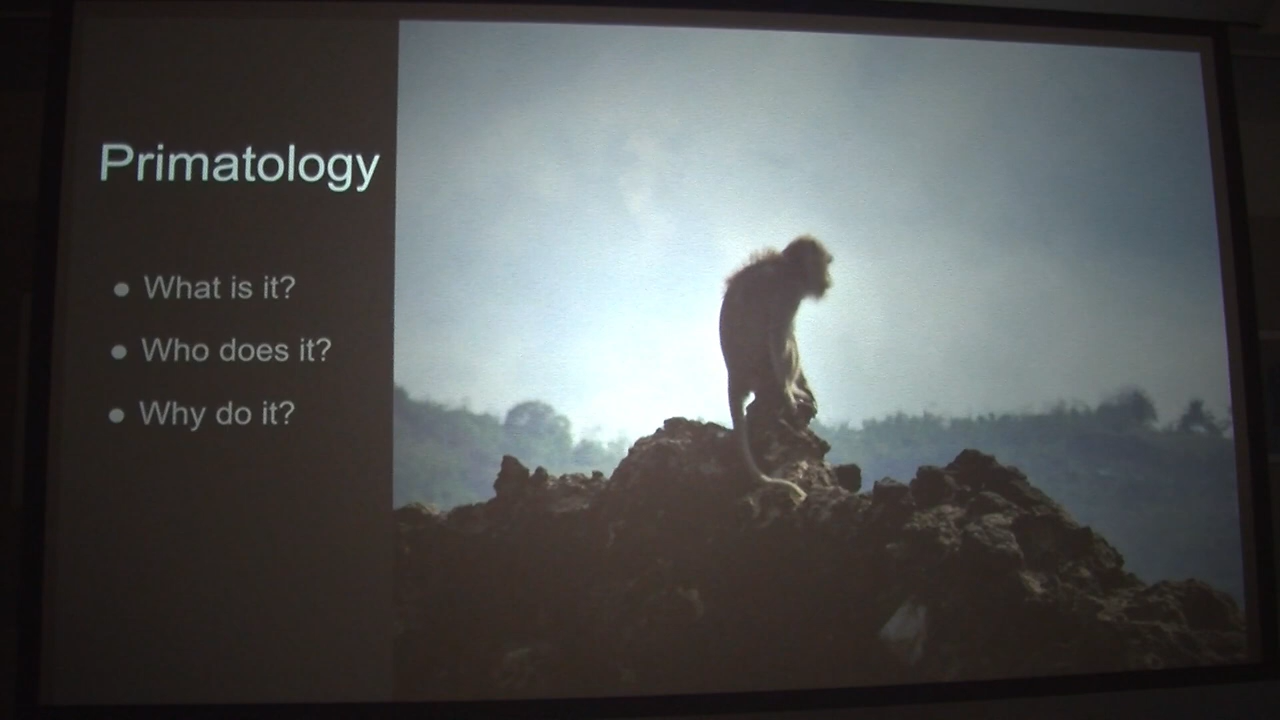 Primatology
● What is it?
● Who does it?
● Why do it?